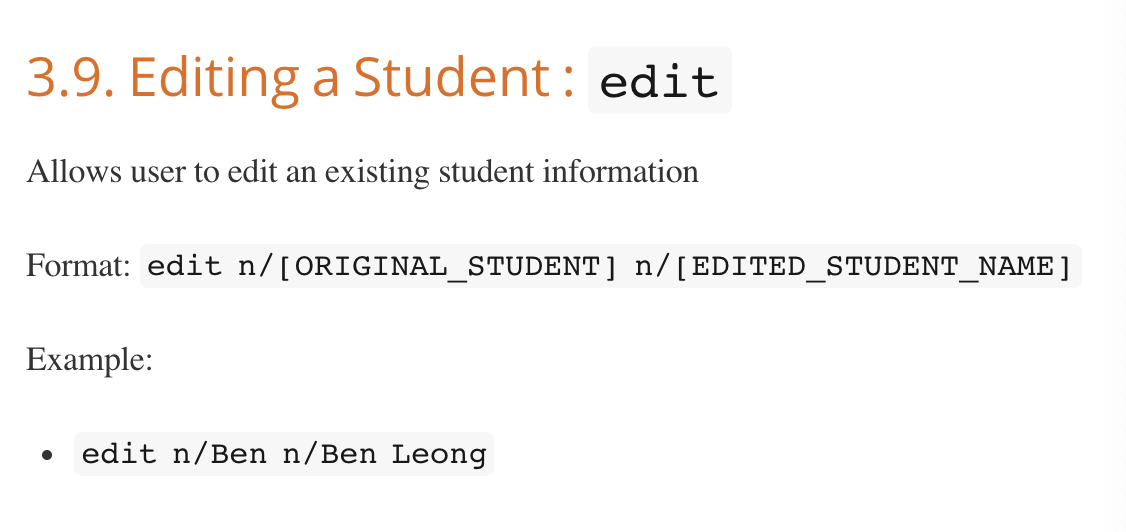 3.9. Editing a Student : edit
Allows user to edit an existing student information
Format: edit n/[ORIGINAL_STUDENT] n/[EDITED_STUDENT_NAME]
Example:
• edit n/Ben n/Ben Leong